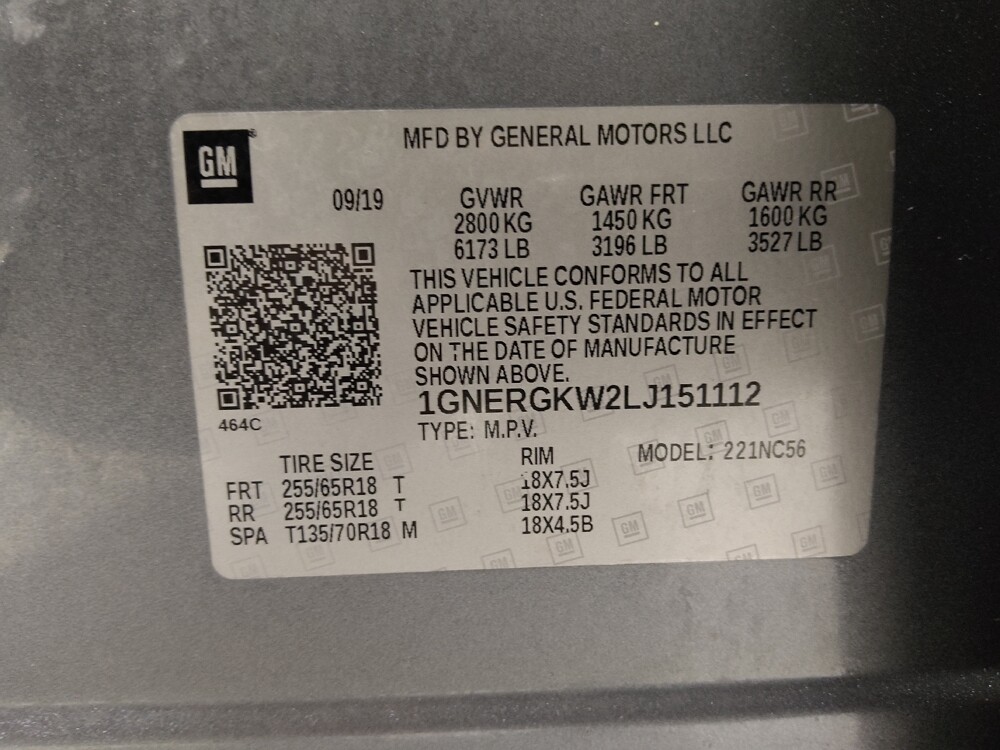 GM
MFD BY GENERAL MOTORS LLC
09/19 GVWR GAWR FRT GAWR RR
2800 KG 1450 KG 1600 KG
6173 LB 3196 LB 3527 LB
THIS VEHICLE CONFORMS TO ALL
APPLICABLE U.S. FEDERAL MOTOR
VEHICLE SAFETY STANDARDS IN EFFECT
ON THE DATE OF MANUFACTURE
SHOWN ABOVE.
1GNERGKW2LJ151112
464C
TYPE: M.P.V.
TIRE SIZE RIM MODEL: 221NC56
FRT 255/65R18 T 18X7.5J
RR 255/65R18 T 18X7.5J
SPA T135/70R18 M 18X4.5B